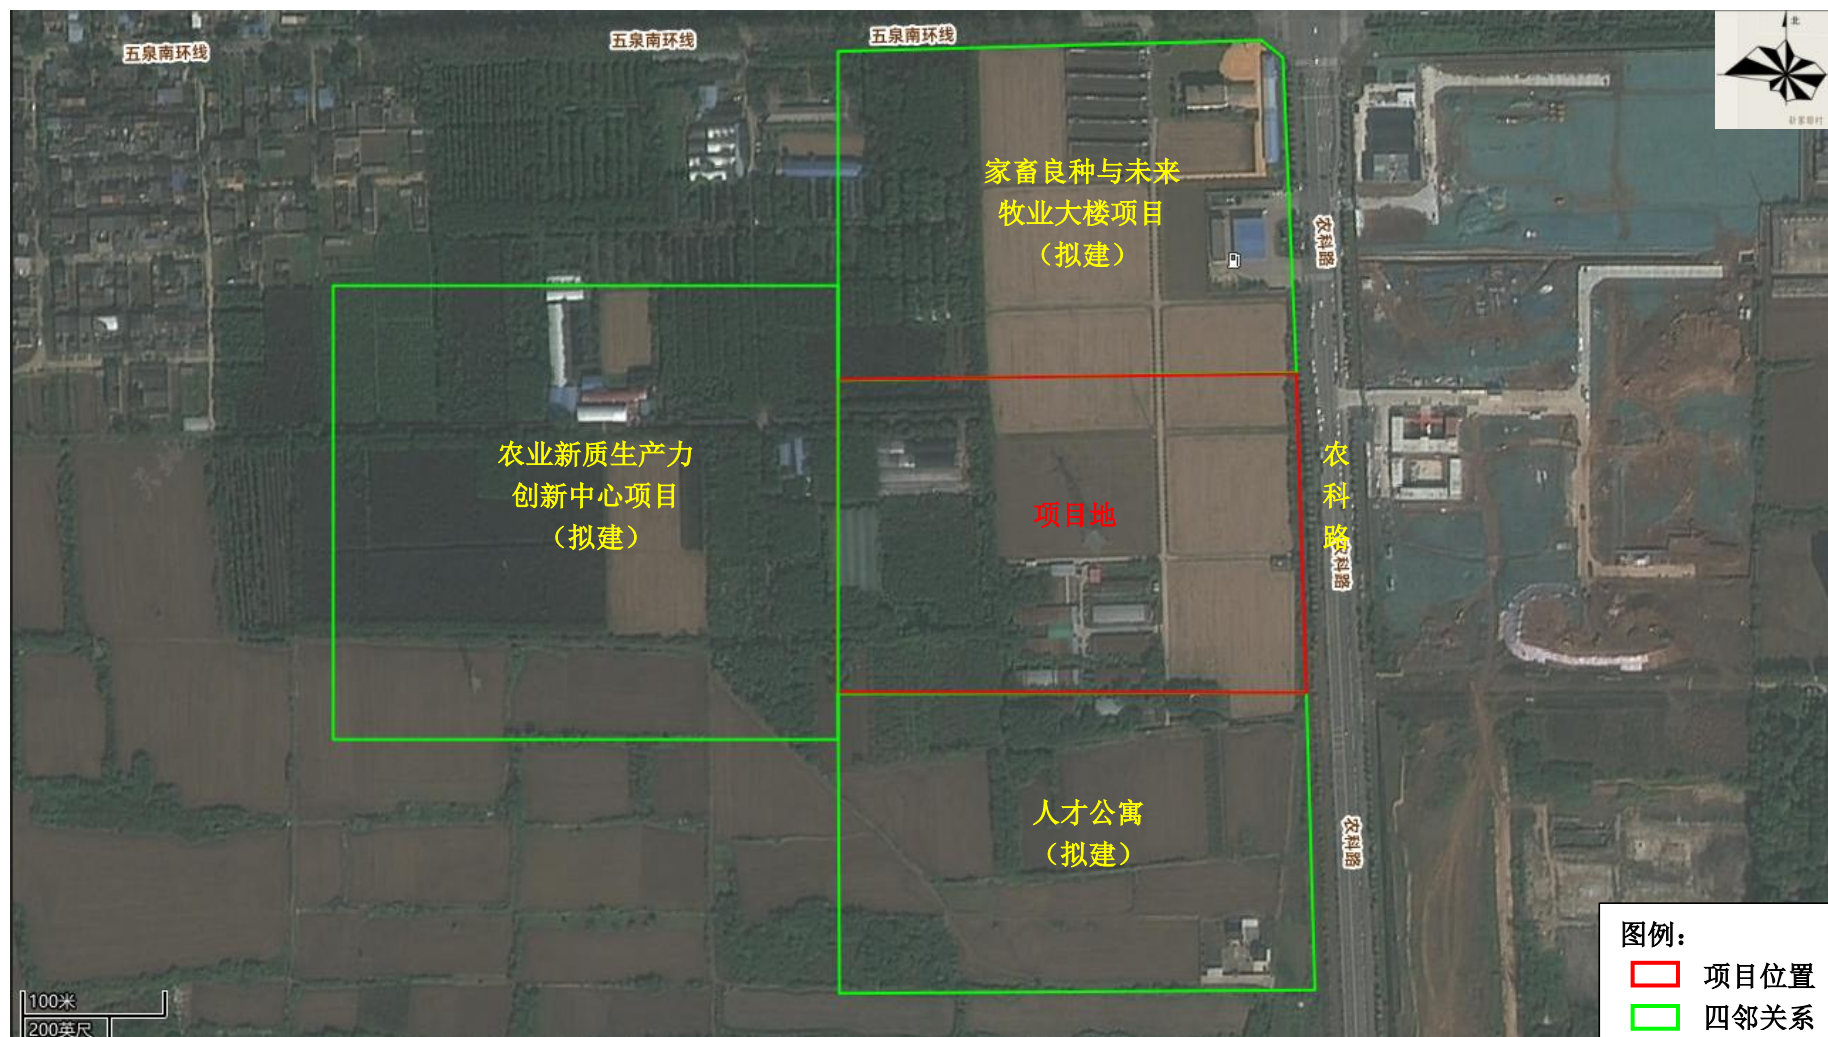 五泉南环线
五泉南环线
五泉南环线
北
家畜良种与未来
牧业大楼项目
（拟建）
农科路
农业新质生产力
创新中心项目
（拟建）
项目地
农科路
农科路
人才公寓
（拟建）
农科路
图例：
项目位置
四邻关系
100米
200英尺